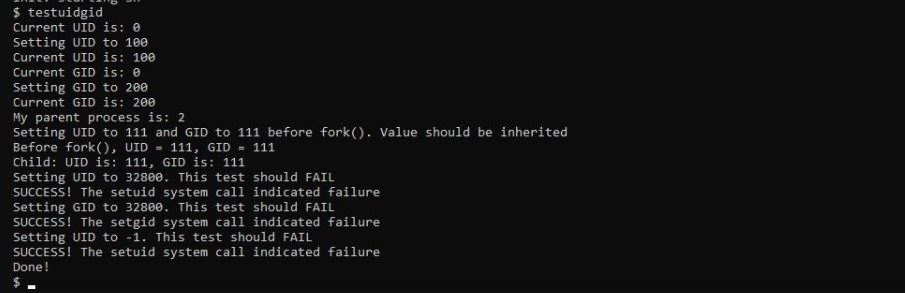 init: starting sh
$ testuidgid
Current UID is: 0
Setting UID to 100
Current UID is: 100
Current GID is: 0
Setting GID to 200
Current GID is: 200
My parent process is: 2
Setting UID to 111 and GID to 111 before fork(). Value should be inherited
Before fork(), UID = 111, GID = 111
Child: UID is: 111, GID is: 111
Setting UID to 32800. This test should FAIL
SUCCESS! The setuid system call indicated failure
Setting GID to 32800. This test should FAIL
SUCCESS! The setgid system call indicated failure
Setting UID to -1. This test should FAIL
SUCCESS! The setuid system call indicated failure
Done!
$